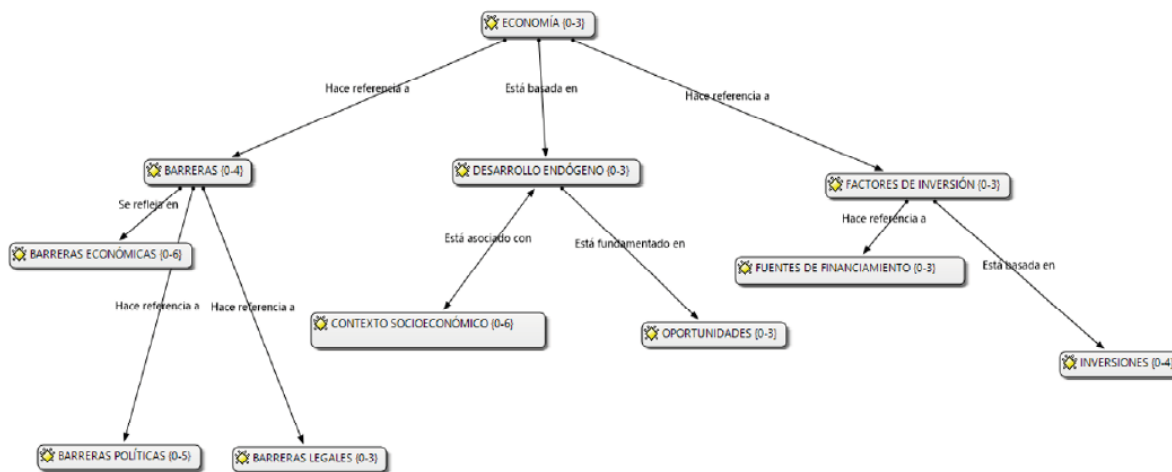 ECONOMÍA {0-3}
Hace referencia a
Está basada en
Hace referencia a
BARRERAS {0-4}
DESARROLLO ENDÓGENO {0-3}
FACTORES DE INVERSIÓN {0-3}
Se refleja en
Hace referencia a
Está asociado con
Está fundamentado en
BARRERAS ECONÓMICAS {0-6}
FUENTES DE FINANCIAMIENTO {0-3}
Está basada en
Hace referencia a
Hace referencia a
CONTEXTO SOCIOECONÓMICO {0-6}
OPORTUNIDADES {0-3}
INVERSIONES {0-4}
BARRERAS POLÍTICAS {0-5}
BARRERAS LEGALES {0-3}